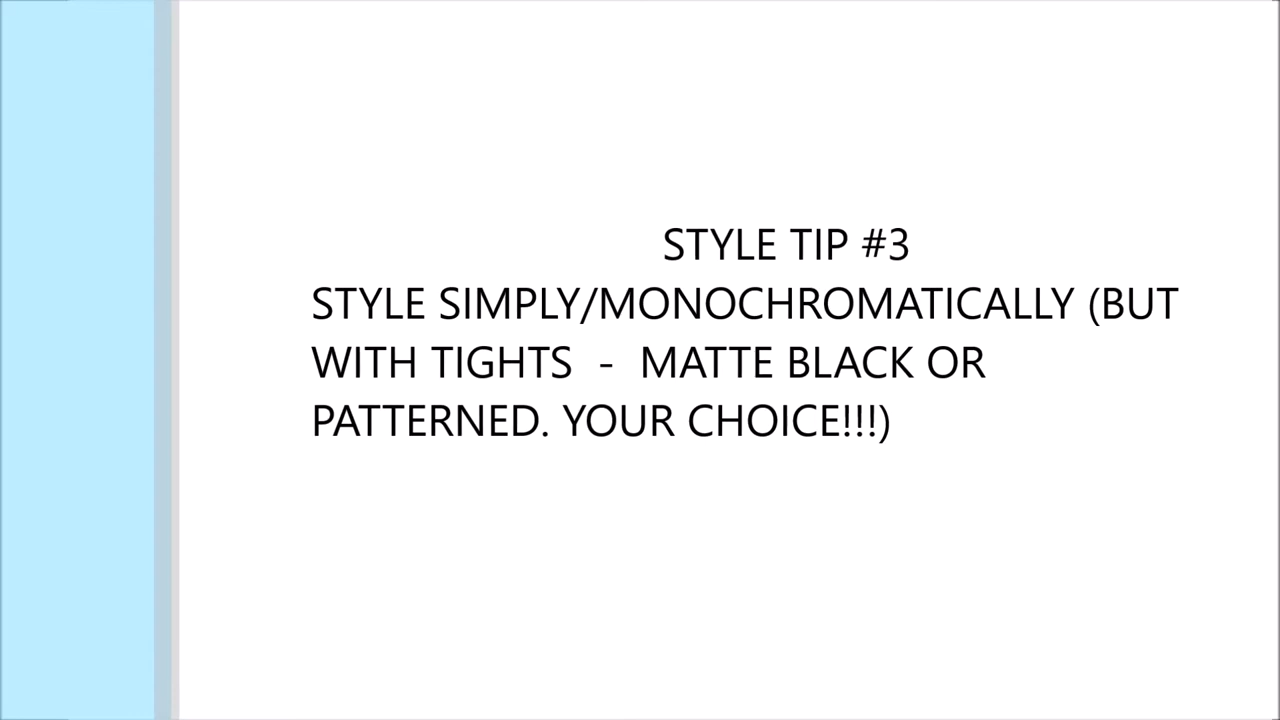 STYLE TIP #3
STYLE SIMPLY/MONOCHROMATICALLY (BUT
WITH TIGHTS  -  MATTE BLACK OR
PATTERNED. YOUR CHOICE!!!)